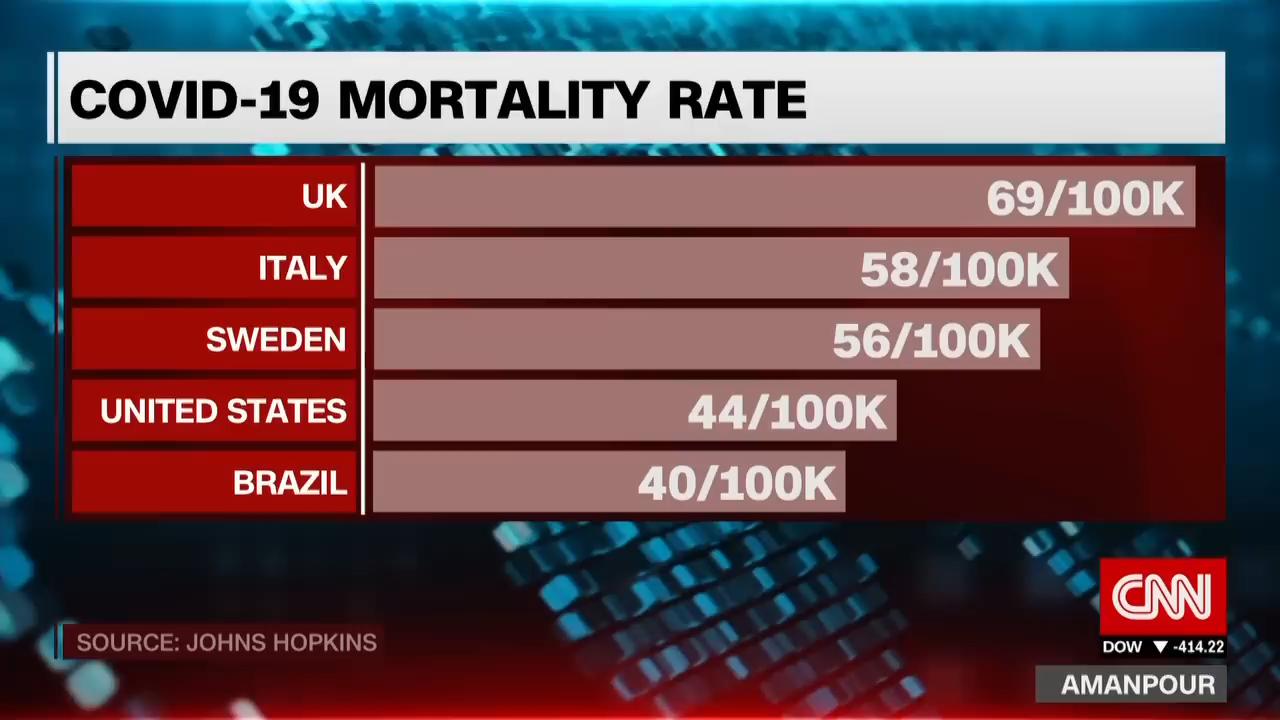 COVID-19 MORTALITY RATE
UK 69/100K
ITALY 58/100K
SWEDEN 56/100K
UNITED STATES 44/100K
BRAZIL 40/100K
SOURCE: JOHNS HOPKINS
CNN
DOW ▼ -414.22
AMANPOUR